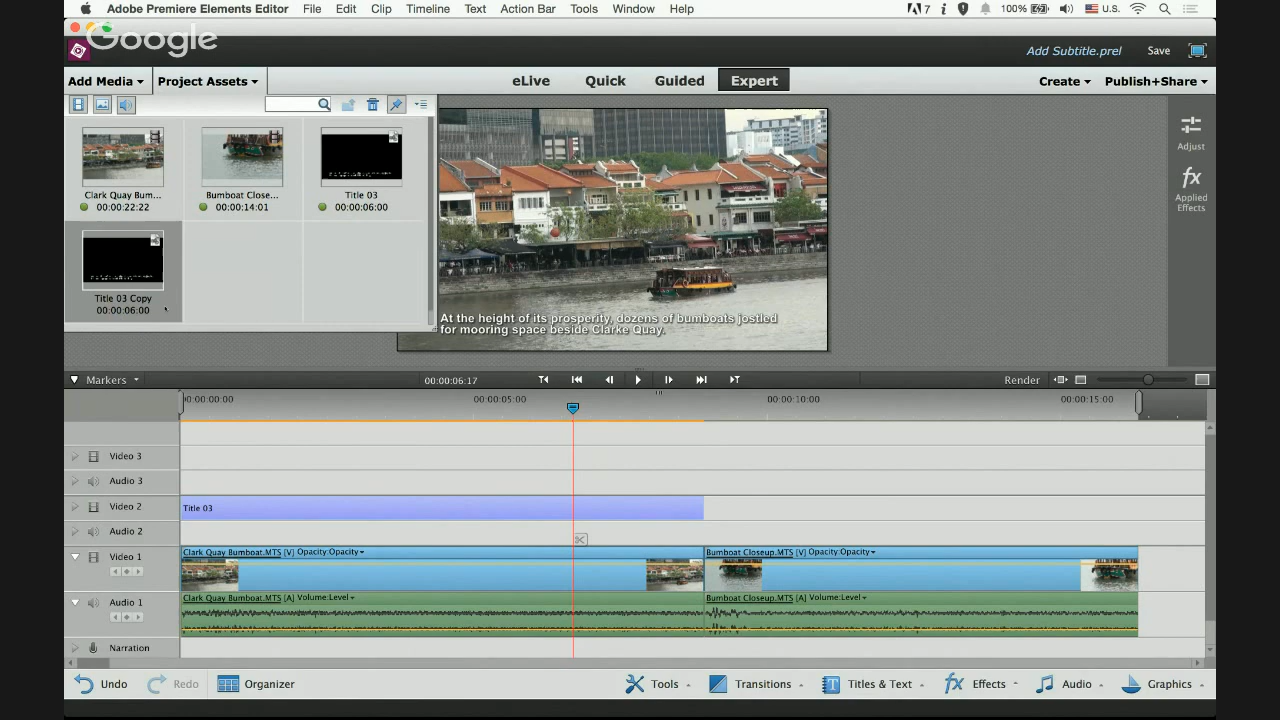 Adobe Premiere Elements Editor File Edit Clip Timeline Text Action Bar Tools Window Help 7 100% U.S.
Google
Add Subtitle.prel Save
Add Media Project Assets eLive Quick Guided Expert Create Publish+Share
Clark Quay Bum... Bumboat Close... Title 03
00:00:22:22 00:00:14:01 00:00:06:00
Title 03 Copy
00:00:06:00
At the height of its prosperity, dozens of bumboats jostled
for mooring space beside Clarke Quay.
Adjust
fx
Applied
Effects
Markers 00:00:06:17 Render
00:00:00:00 00:00:05:00 00:00:10:00 00:00:15:00
Video 3
Audio 3
Video 2 Title 03
Audio 2
Video 1 Clark Quay Bumboat.MTS [V] Opacity:Opacity Bumboat Closeup.MTS [V] Opacity:Opacity
Audio 1 Clark Quay Bumboat.MTS [A] Volume:Level Bumboat Closeup.MTS [A] Volume:Level
Narration
Undo Redo Organizer Tools Transitions T Titles & Text fx Effects Audio Graphics